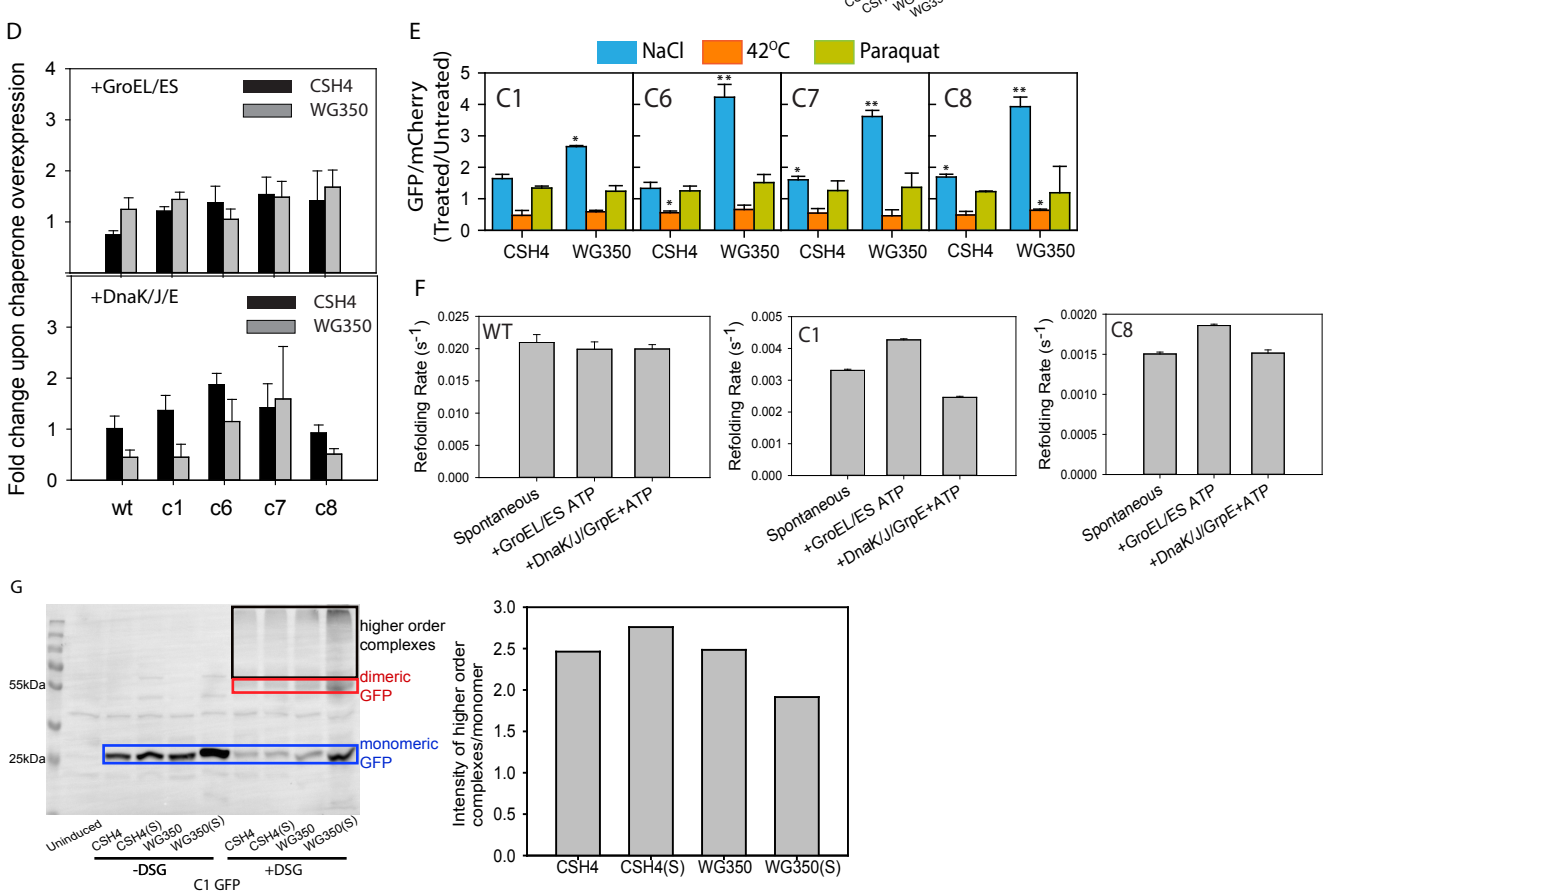 D
Fold change upon chaperone overexpression
4
3
2
1
+GroEL/ES
CSH4
WG350
3
2
1
0
+DnaK/J/E
CSH4
WG350
wt c1 c6 c7 c8
E
NaCl 42°C Paraquat
GFP/mCherry
(Treated/Untreated)
5
4
3
2
1
0
C1 C6 C7 C8
* ** ** **
* * * *
CSH4 WG350 CSH4 WG350 CSH4 WG350 CSH4 WG350
F
Refolding Rate (s⁻¹)
0.025
0.020
0.015
0.010
0.005
0.000
WT
Spontaneous
+GroEL/ES ATP
+DnaK/J/GrpE+ATP
Refolding Rate (s⁻¹)
0.005
0.004
0.003
0.002
0.001
0.000
C1
Spontaneous
+GroEL/ES ATP
+DnaK/J/GrpE+ATP
Refolding Rate (s⁻¹)
0.0020
0.0015
0.0010
0.0005
0.0000
C8
Spontaneous
+GroEL/ES ATP
+DnaK/J/GrpE+ATP
G
55kDa
25kDa
higher order
complexes
dimeric
GFP
monomeric
GFP
Uninduced
CSH4
CSH4(S)
WG350
WG350(S)
CSH4
CSH4(S)
WG350
WG350(S)
-DSG +DSG
C1 GFP
Intensity of higher order
complexes/monomer
3.0
2.5
2.0
1.5
1.0
0.5
0.0
CSH4 CSH4(S) WG350 WG350(S)